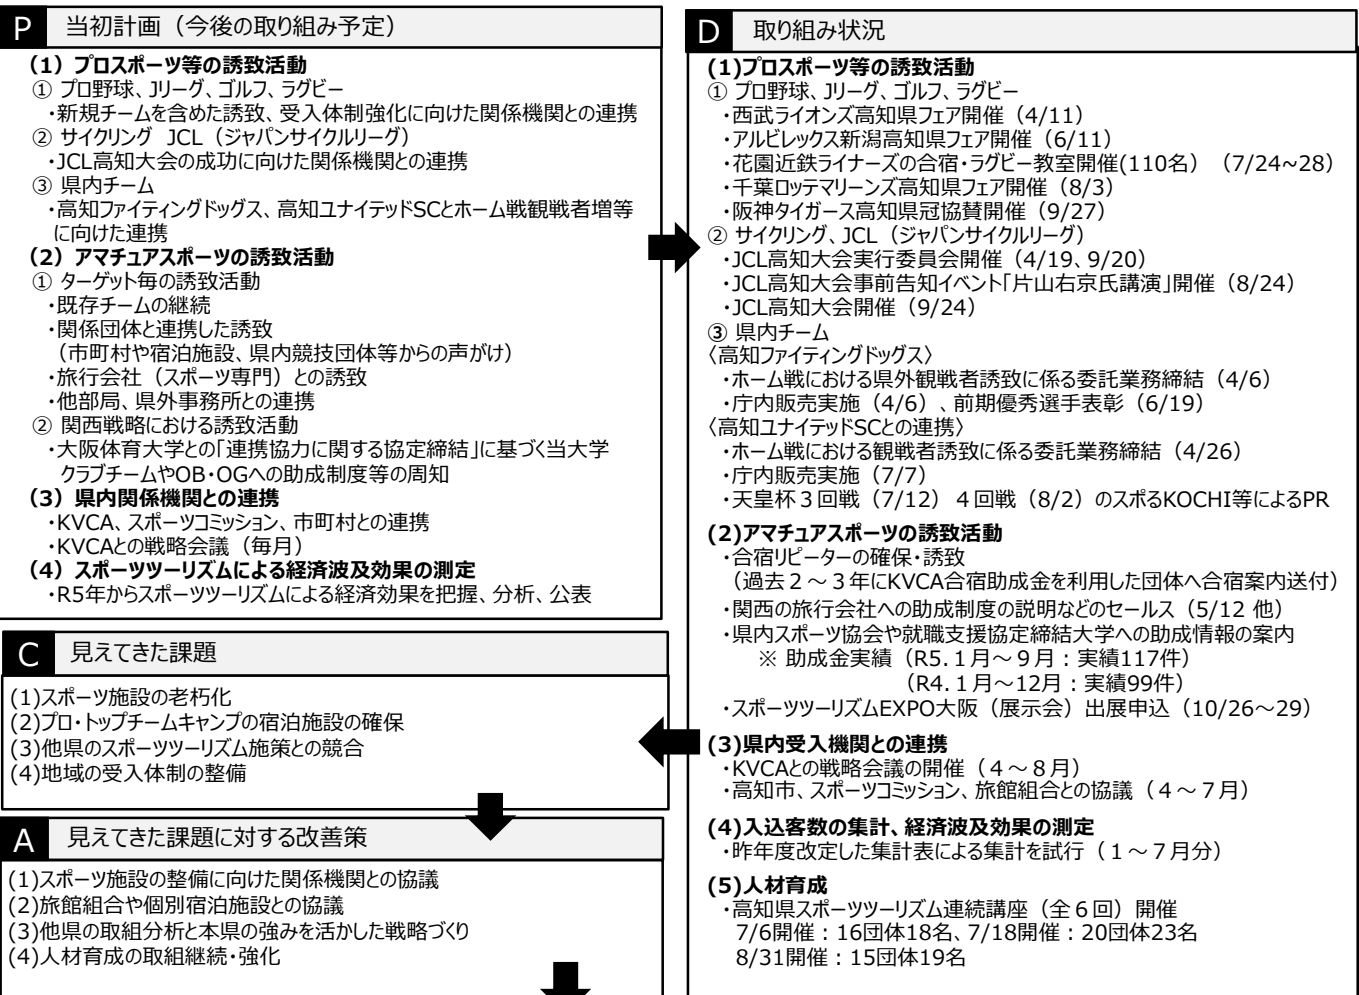 P 当初計画（今後の取り組み予定）
（1）プロスポーツ等の誘致活動
① プロ野球、Jリーグ、ゴルフ、ラグビー
・新規チームを含めた誘致、受入体制強化に向けた関係機関との連携
② サイクリング JCL（ジャパンサイクルリーグ）
・JCL高知大会の成功に向けた関係機関との連携
③ 県内チーム
・高知ファイティングドッグス、高知ユナイテッドSCとホーム戦観戦者増等
に向けた連携
（2）アマチュアスポーツの誘致活動
① ターゲット毎の誘致活動
・既存チームの継続
・関係団体と連携した誘致
（市町村や宿泊施設、県内競技団体等からの声がけ）
・旅行会社（スポーツ専門）との誘致
・他部局、県外事務所との連携
② 関西戦略における誘致活動
・大阪体育大学との「連携協力に関する協定締結」に基づく当大学
クラブチームやOB・OGへの助成制度等の周知
（3）県内関係機関との連携
・KVCA、スポーツコミッション、市町村との連携
・KVCAとの戦略会議（毎月）
（4）スポーツツーリズムによる経済波及効果の測定
・R5年からスポーツツーリズムによる経済効果を把握、分析、公表
D 取り組み状況
(1)プロスポーツ等の誘致活動
① プロ野球、Jリーグ、ゴルフ、ラグビー
・西武ライオンズ高知県フェア開催（4/11）
・アルビレックス新潟高知県フェア開催（6/11）
・花園近鉄ライナーズの合宿・ラグビー教室開催(110名）（7/24~28）
・千葉ロッテマリーンズ高知県フェア開催（8/3）
・阪神タイガース高知県冠協賛開催（9/27）
② サイクリング、JCL（ジャパンサイクルリーグ）
・JCL高知大会実行委員会開催（4/19、9/20）
・JCL高知大会事前告知イベント「片山右京氏講演」開催（8/24）
・JCL高知大会開催（9/24）
③ 県内チーム
〈高知ファイティングドッグス〉
・ホーム戦における県外観戦者誘致に係る委託業務締結（4/6）
・庁内販売実施（4/6）、前期優秀選手表彰（6/19）
〈高知ユナイテッドSCとの連携〉
・ホーム戦における観戦者誘致に係る委託業務締結（4/26）
・庁内販売実施（7/7）
・天皇杯３回戦（7/12）４回戦（8/2）のスポるKOCHI等によるPR
(2)アマチュアスポーツの誘致活動
・合宿リピーターの確保・誘致
（過去２～３年にKVCA合宿助成金を利用した団体へ合宿案内送付）
・関西の旅行会社への助成制度の説明などのセールス（5/12 他）
・県内スポーツ協会や就職支援協定締結大学への助成情報の案内
※ 助成金実績（R5.１月～９月：実績117件）
（R4.１月～12月：実績99件）
・スポーツツーリズムEXPO大阪（展示会）出展申込（10/26～29）
(3)県内受入機関との連携
・KVCAとの戦略会議の開催（４～８月）
・高知市、スポーツコミッション、旅館組合との協議（４～７月）
(4)入込客数の集計、経済波及効果の測定
・昨年度改定した集計表による集計を試行（１～７月分）
(5)人材育成
・高知県スポーツツーリズム連続講座（全６回）開催
7/6開催：16団体18名、7/18開催：20団体23名
8/31開催：15団体19名
C 見えてきた課題
(1)スポーツ施設の老朽化
(2)プロ・トップチームキャンプの宿泊施設の確保
(3)他県のスポーツツーリズム施策との競合
(4)地域の受入体制の整備
A 見えてきた課題に対する改善策
(1)スポーツ施設の整備に向けた関係機関との協議
(2)旅館組合や個別宿泊施設との協議
(3)他県の取組分析と本県の強みを活かした戦略づくり
(4)人材育成の取組継続・強化